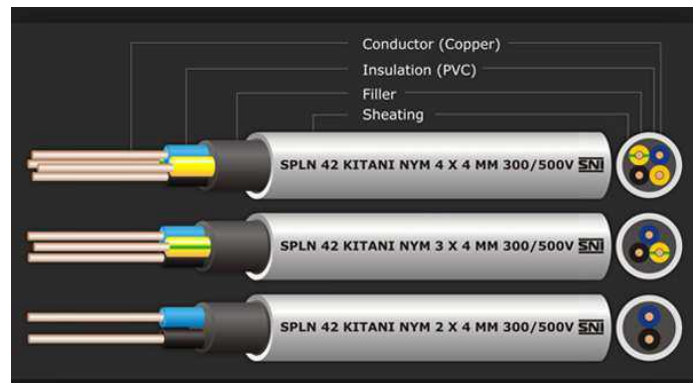 Conductor (Copper)
Insulation (PVC)
Filler
Sheating
SPLN 42 KITANI NYM 4 X 4 MM 300/500V SNI
SPLN 42 KITANI NYM 3 X 4 MM 300/500V SNI
SPLN 42 KITANI NYM 2 X 4 MM 300/500V SNI